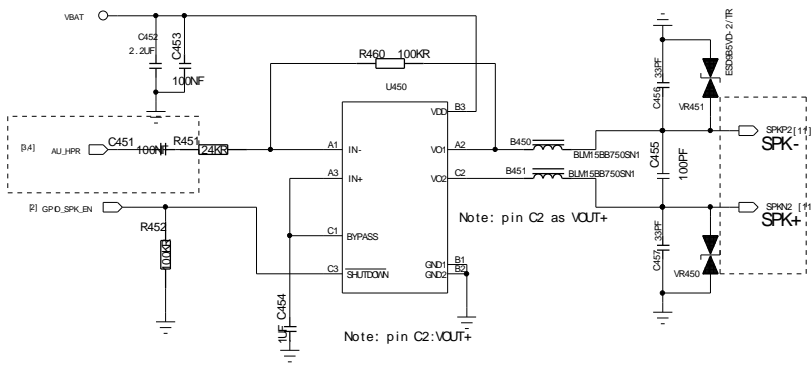 VBAT
C452
2.2UF
C453
100NF
R460 100KR
U450
ESD9B5VD-2/TR
33PF
C456
VR451
VDD B3
[3,4] AU_HPR
C451
R451
24KR
A1 IN-
VO1 A2
B450
BLM15BB750SN1
SPKP2 [11]
SPK-
A3 IN+
VO2 C2
B451
BLM15BB750SN1
C455
100PF
[2] GPIO_SPK_EN
SPKN2 [11
SPK+
Note: pin C2 as VOUT+
R452
100KR
C1 BYPASS
C3 SHUTDOWN
GND1 B1
GND2 B2
33PF
C457
VR450
1UF C454
Note: pin C2:VOUT+